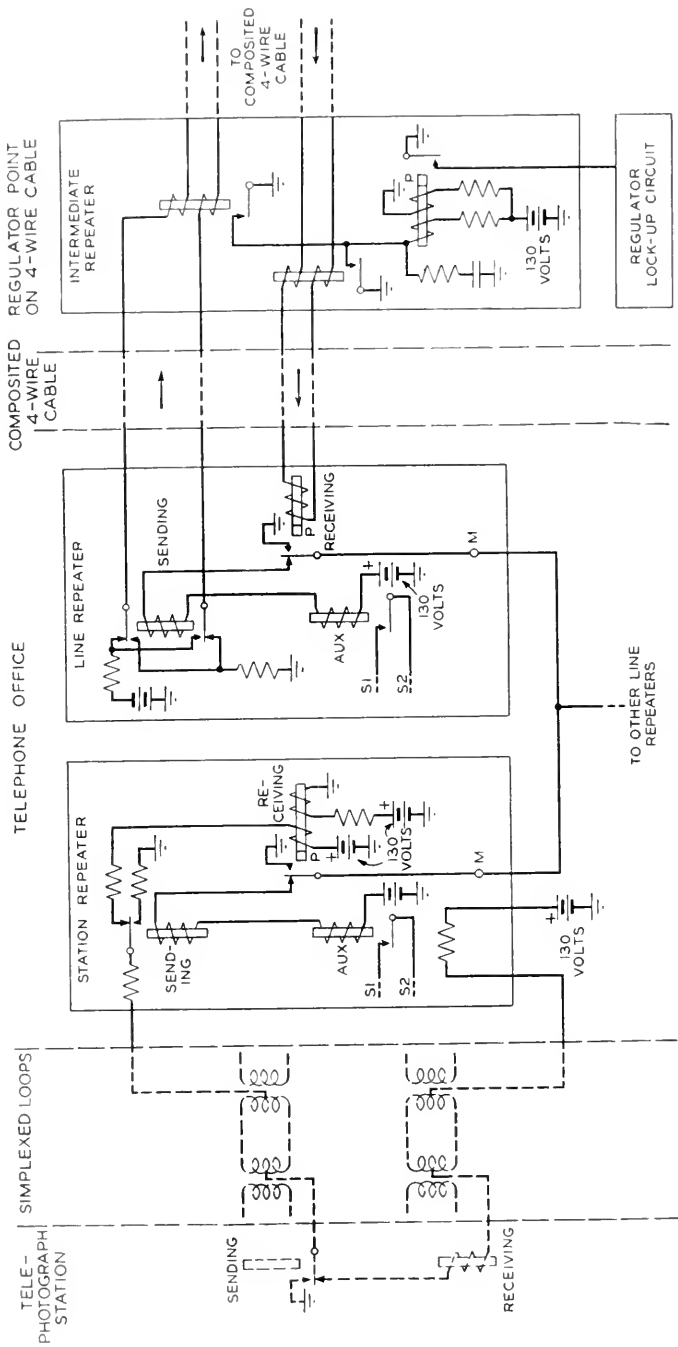 TELE-
PHOTOGRAPH
STATION
SIMPLEXED LOOPS
TELEPHONE OFFICE
COMPOSITED
4-WIRE
CABLE
REGULATOR POINT
ON 4-WIRE CABLE
SENDING
RECEIVING
STATION REPEATER
SEND-
ING
AUX
S1
S2
RE-
CEIVING
P
+
+
130
VOLTS
M
+
130
VOLTS
LINE REPEATER
SENDING
AUX
S1
S2
P
RECEIVING
+
130
VOLTS
M
TO OTHER LINE
REPEATERS
INTERMEDIATE
REPEATER
P
130
VOLTS
REGULATOR
LOCK-UP CIRCUIT
TO
COMPOSITED
4-WIRE
CABLE